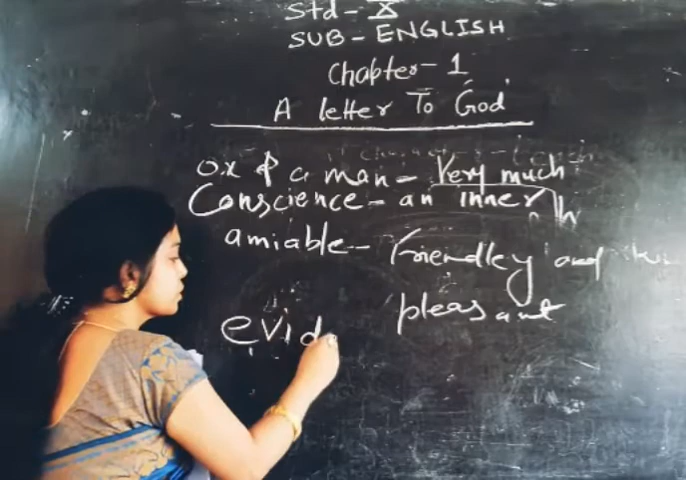 Std - X
SUB - ENGLISH
Chapter - 1
A letter To God
Ox of a man - Very much
Conscience - an inner
amiable - friendley and
pleasant
evid